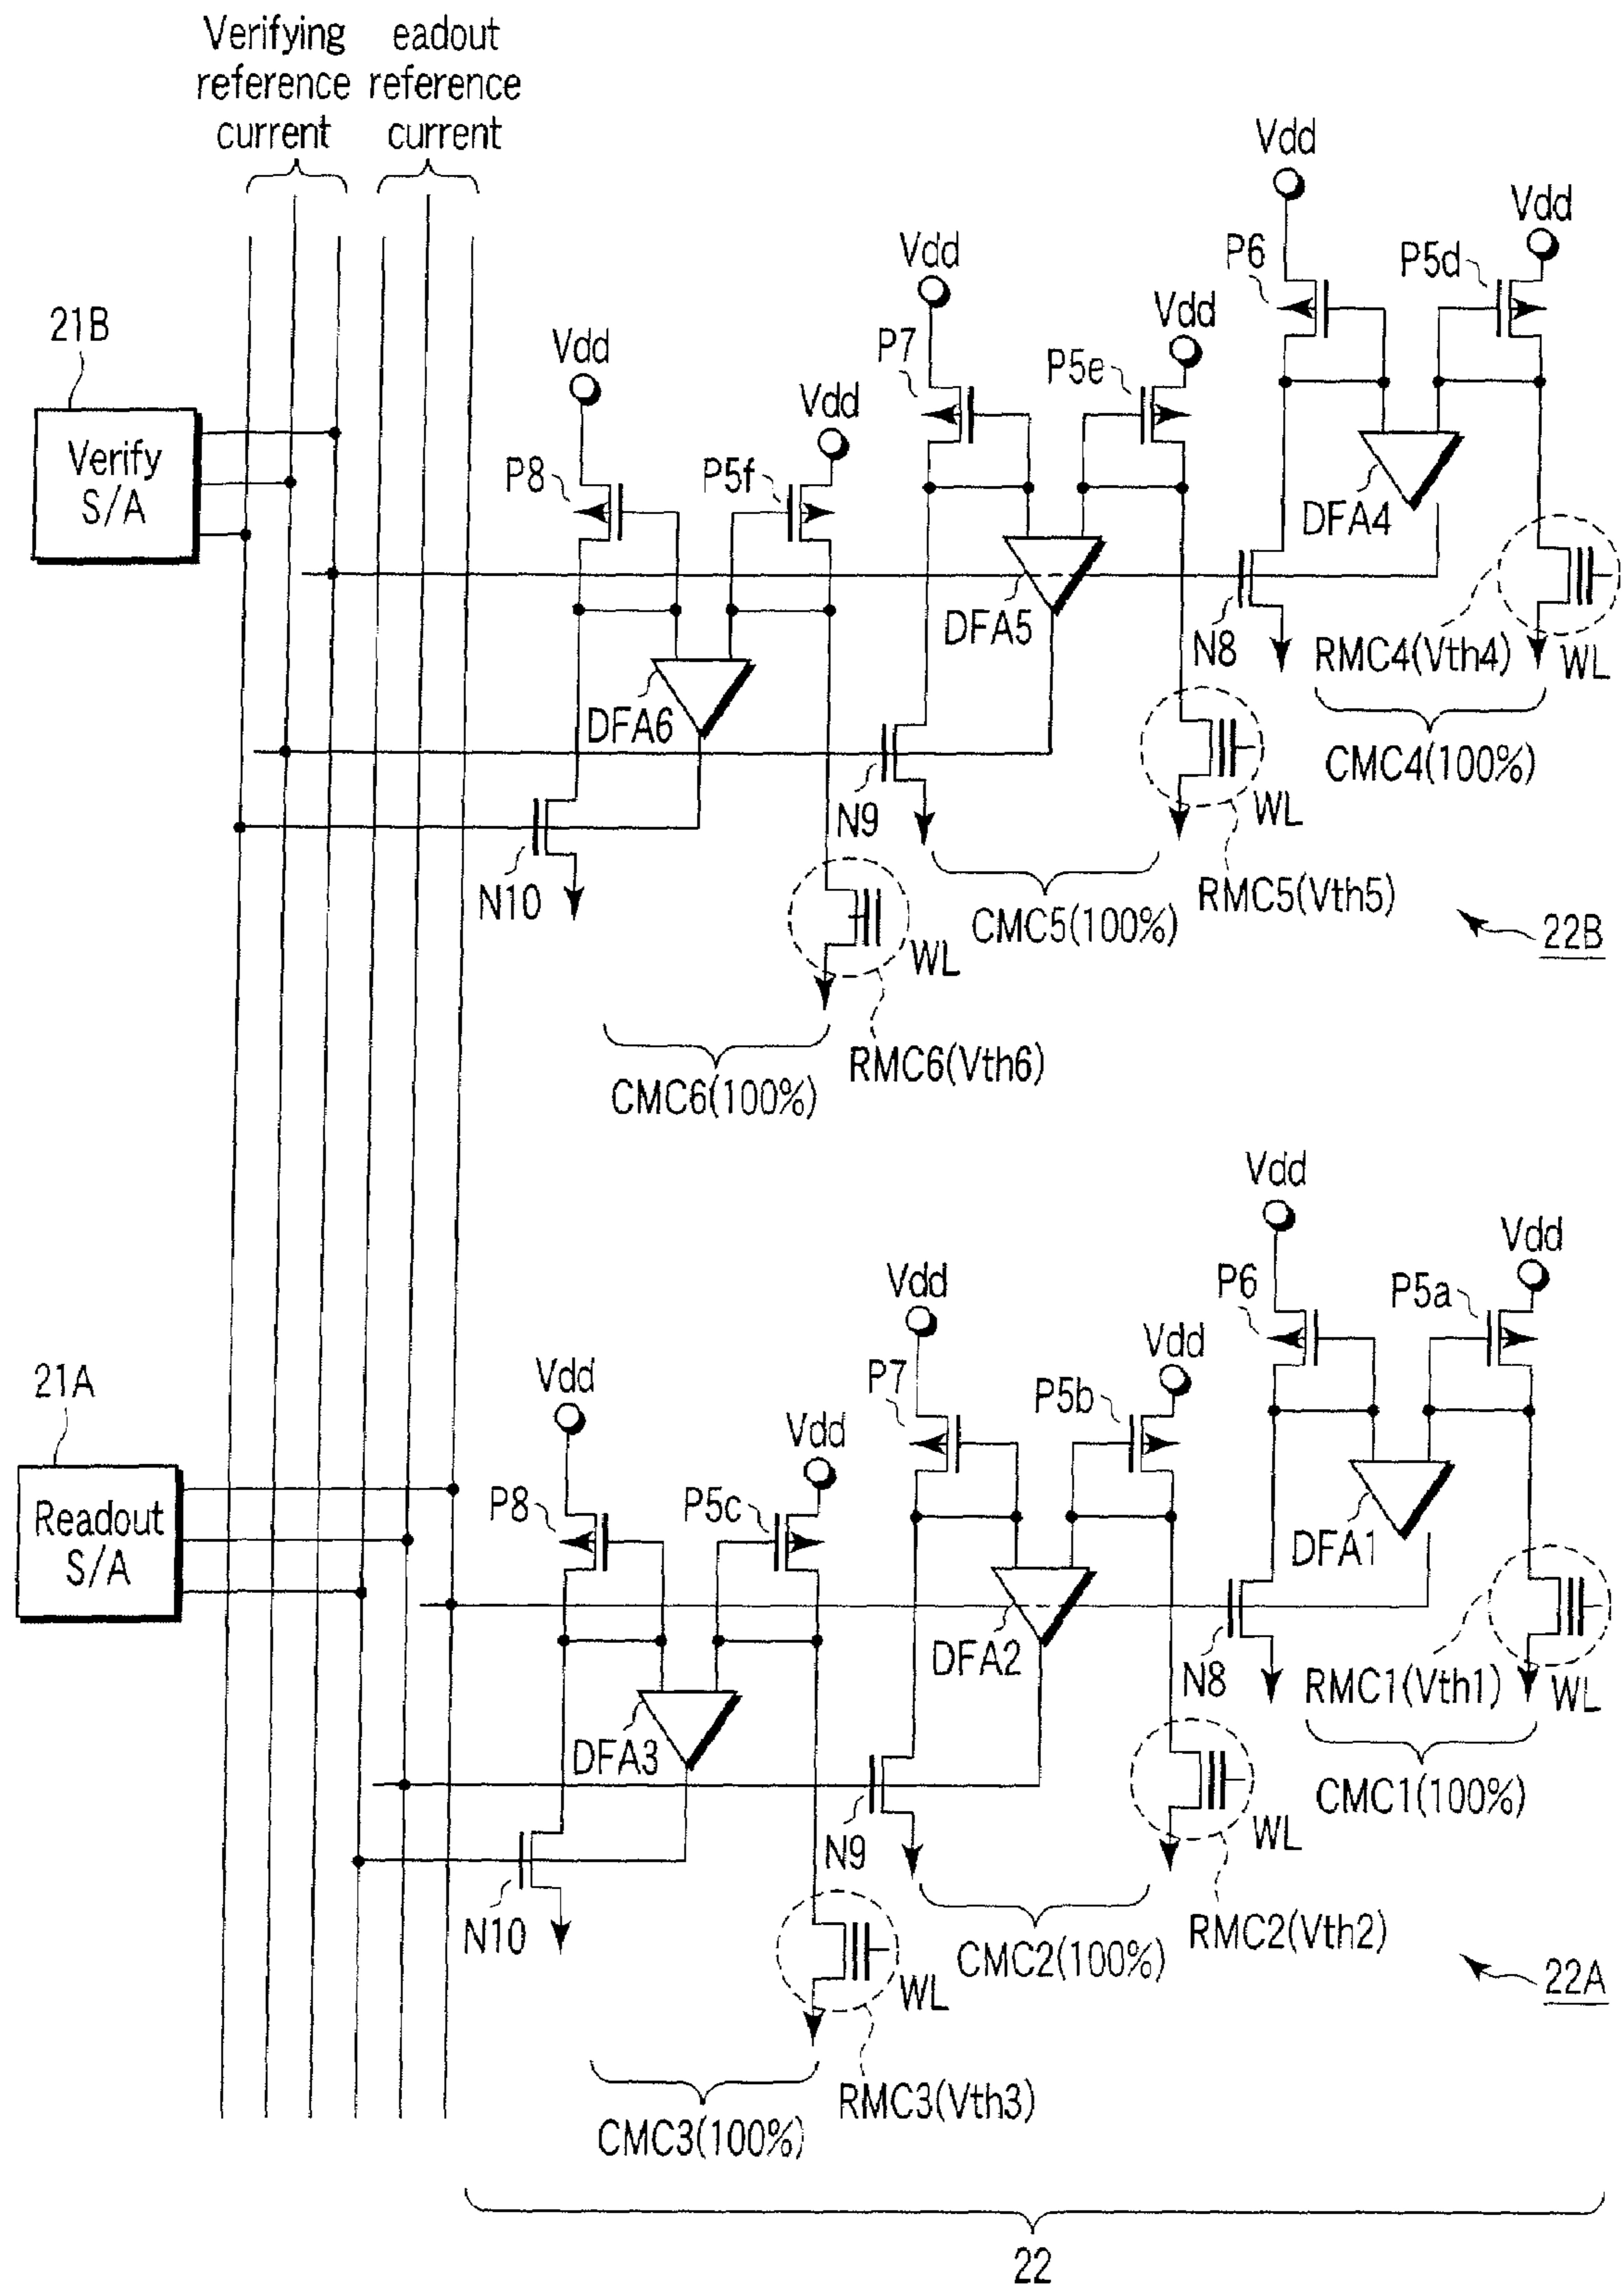 Verifying
reference
current
eadout
reference
current
Vdd
Vdd
P6
P5d
Vdd
Vdd
P7
P5e
21B
Vdd
Vdd
Verify
S/A
P8
P5f
DFA4
DFA5
N8
RMC4(Vth4)
WL
DFA6
CMC4(100%)
N9
WL
N10
CMC5(100%)
RMC5(Vth5)
22B
WL
CMC6(100%)
RMC6(Vth6)
Vdd
Vdd
P6
P5a
Vdd
Vdd
P7
P5b
21A
Vdd
Vdd
Readout
S/A
P8
P5c
DFA1
DFA2
N8
RMC1(Vth1)
WL
DFA3
CMC1(100%)
N9
WL
N10
CMC2(100%)
RMC2(Vth2)
22A
WL
CMC3(100%)
RMC3(Vth3)
22